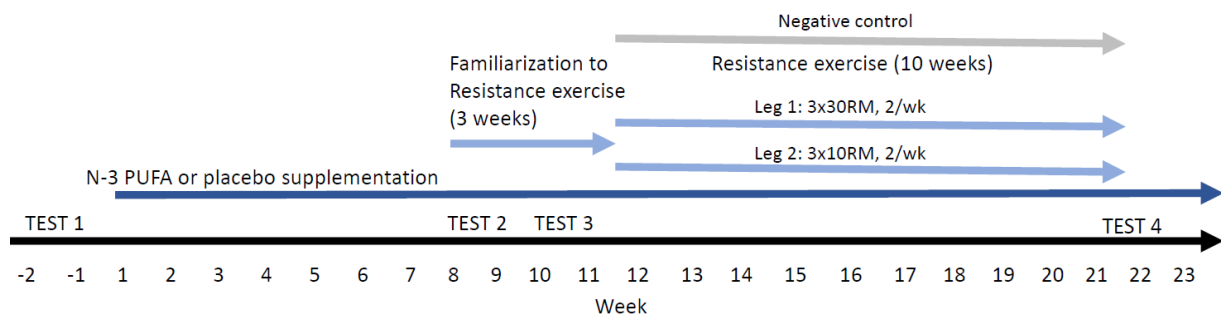 Negative control
Familiarization to
Resistance exercise
(3 weeks)
Resistance exercise (10 weeks)
Leg 1: 3x30RM, 2/wk
Leg 2: 3x10RM, 2/wk
N-3 PUFA or placebo supplementation
TEST 1 TEST 2 TEST 3 TEST 4
-2 -1 1 2 3 4 5 6 7 8 9 10 11 12 13 14 15 16 17 18 19 20 21 22 23
Week